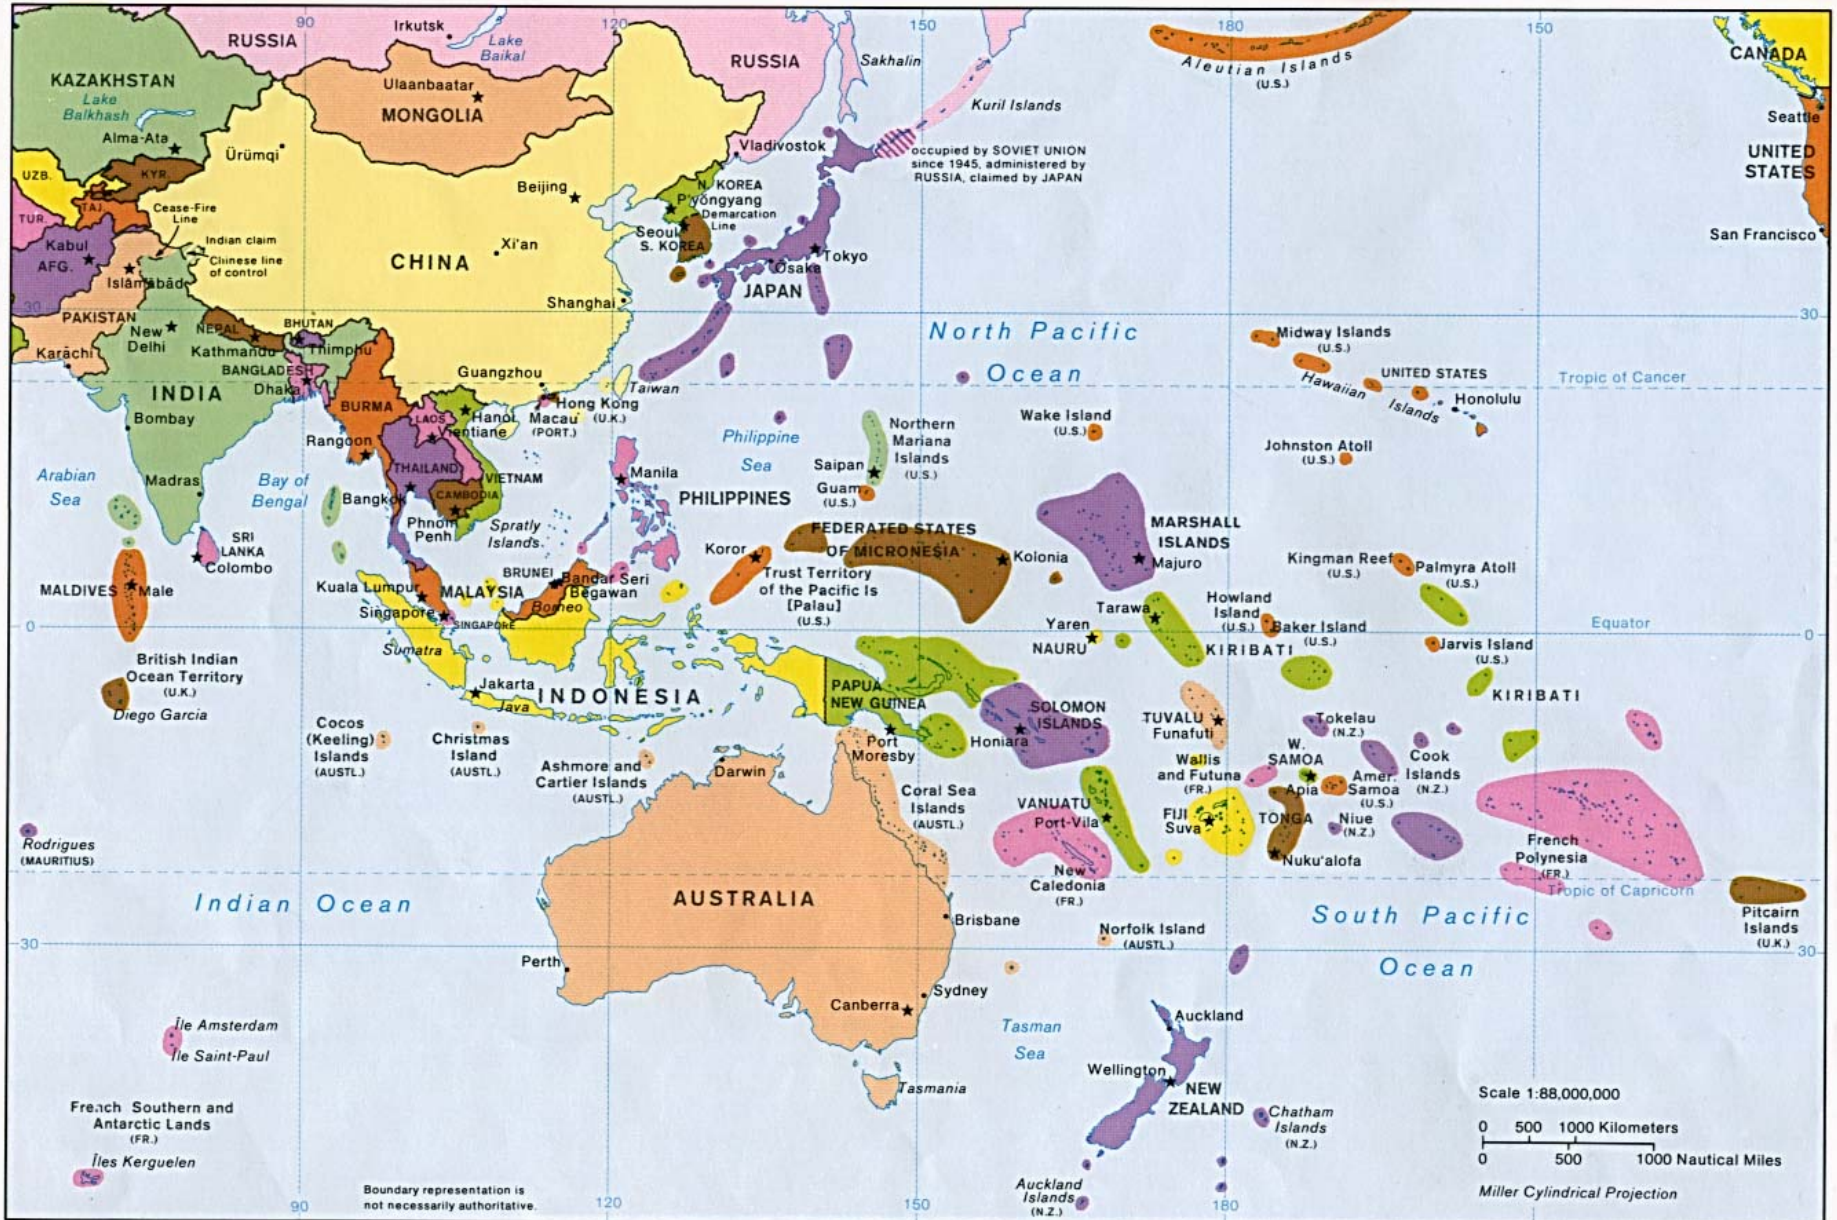 90
120
150
180
150
RUSSIA
Irkutsk
Lake
Baikal
RUSSIA
Sakhalin
Aleutian Islands
(U.S.)
CANADA
KAZAKHSTAN
Lake
Balkhash
Alma-Ata
Ulaanbaatar
MONGOLIA
Kuril Islands
Seattle
Ürümqi
Vladivostok
occupied by SOVIET UNION
since 1945, administered by
RUSSIA, claimed by JAPAN
UNITED
STATES
UZB.
KYR.
TAJ.
TUR.
Cease-Fire
Line
Beijing
N. KOREA
P'yŏngyang
Demarcation
Line
Seoul
S. KOREA
Kabul
AFG.
Indian claim
Chinese line
of control
Xi'an
CHINA
Tokyo
Ōsaka
JAPAN
San Francisco
Islāmābād
30
PAKISTAN
New
Delhi
NEPAL
Kathmandu
BHUTAN
Thimphu
Shanghai
North Pacific
Ocean
Midway Islands
(U.S.)
30
Karāchi
BANGLADESH
Dhaka
Guangzhou
Taiwan
Hawaiian Islands
UNITED STATES
Honolulu
Tropic of Cancer
INDIA
Bombay
BURMA
LAOS
Hanoi
Vientiane
Macau
(PORT.)
Hong Kong
(U.K.)
Rangoon
THAILAND
VIETNAM
Philippine
Sea
Northern
Mariana
Islands
(U.S.)
Saipan
Guam
(U.S.)
Wake Island
(U.S.)
Johnston Atoll
(U.S.)
Arabian
Sea
Madras
Bay of
Bengal
Bangkok
CAMBODIA
Phnom
Penh
Spratly
Islands
Manila
PHILIPPINES
SRI
LANKA
Colombo
FEDERATED STATES
OF MICRONESIA
Kolonia
Koror
Trust Territory
of the Pacific Is
[Palau]
(U.S.)
MARSHALL
ISLANDS
Majuro
Kingman Reef
(U.S.)
Palmyra Atoll
(U.S.)
MALDIVES
Male
Kuala Lumpur
MALAYSIA
BRUNEI
Bandar Seri
Begawan
Borneo
Singapore
SINGAPORE
Tarawa
Yaren
NAURU
KIRIBATI
Howland
Island
(U.S.)
Baker Island
(U.S.)
Jarvis Island
(U.S.)
0
Equator
0
British Indian
Ocean Territory
(U.K.)
Diego Garcia
Sumatra
Jakarta
Java
INDONESIA
PAPUA
NEW GUINEA
Port
Moresby
SOLOMON
ISLANDS
Honiara
TUVALU
Funafuti
Tokelau
(N.Z.)
KIRIBATI
Cocos
(Keeling)
Islands
(AUSTL.)
Christmas
Island
(AUSTL.)
Ashmore and
Cartier Islands
(AUSTL.)
Darwin
Coral Sea
Islands
(AUSTL.)
Wallis
and Futuna
(FR.)
W.
SAMOA
Apia
Amer.
Samoa
(U.S.)
Cook
Islands
(N.Z.)
VANUATU
Port-Vila
FIJI
Suva
TONGA
Nuku'alofa
Niue
(N.Z.)
French
Polynesia
(FR.)
Rodrigues
(MAURITIUS)
New
Caledonia
(FR.)
Tropic of Capricorn
Indian Ocean
AUSTRALIA
Brisbane
Norfolk Island
(AUSTL.)
South Pacific
Ocean
Pitcairn
Islands
(U.K.)
30
Perth
30
Canberra
Sydney
Île Amsterdam
Île Saint-Paul
Tasman
Sea
Auckland
Wellington
NEW
ZEALAND
Tasmania
Chatham
Islands
(N.Z.)
French Southern and
Antarctic Lands
(FR.)
Îles Kerguelen
Auckland
Islands
(N.Z.)
Scale 1:88,000,000
0 500 1000 Kilometers
0 500 1000 Nautical Miles
Miller Cylindrical Projection
Boundary representation is
not necessarily authoritative.
90
120
150
180